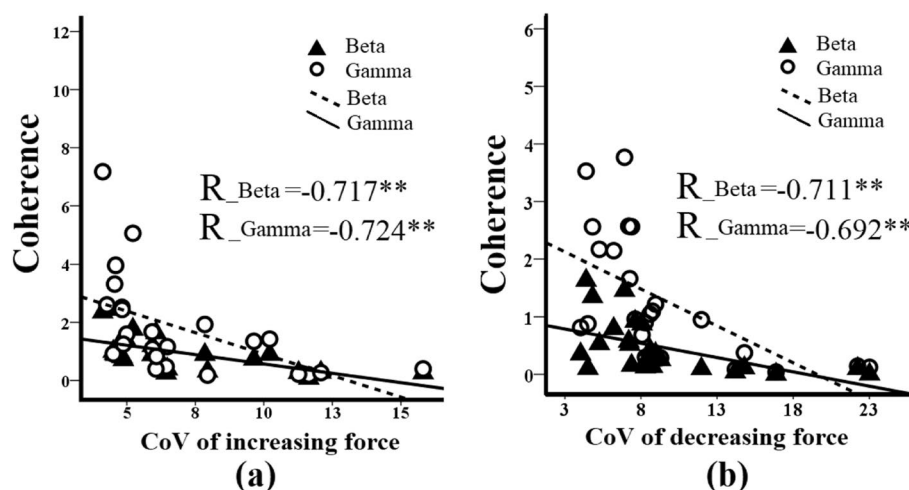 12
10
8
6
4
2
0
Coherence
Beta
Gamma
Beta
Gamma
R_Beta=-0.717**
R_Gamma=-0.724**
5
8
10
13
15
CoV of increasing force
(a)
6
5
4
3
2
1
0
Coherence
Beta
Gamma
Beta
Gamma
R_Beta=-0.711**
R_Gamma=-0.692**
3
8
13
18
23
CoV of decreasing force
(b)